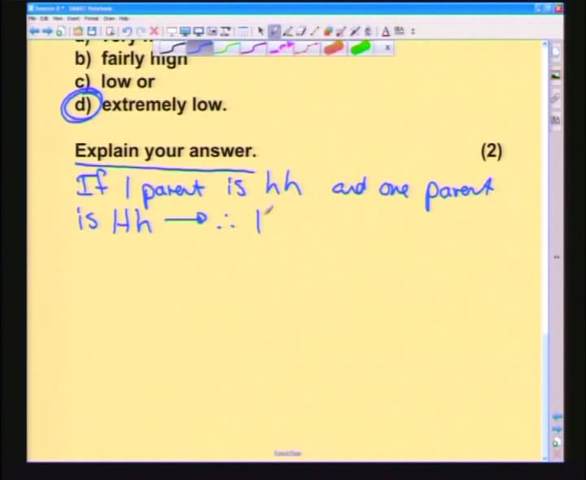 b) fairly high
c) low or
d) extremely low.
Explain your answer. (2)
If 1 parent is hh and one parent
is Hh → ∴ 1